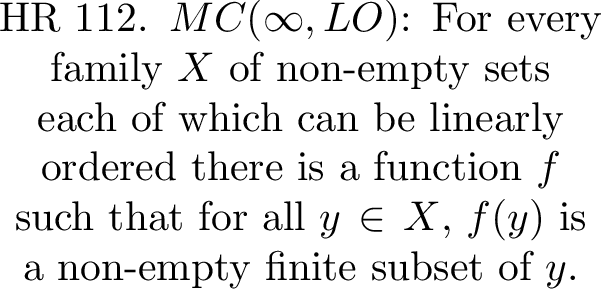 HR 112. MC(∞, LO): For every
family X of non-empty sets
each of which can be linearly
ordered there is a function f
such that for all y ∈ X, f(y) is
a non-empty finite subset of y.